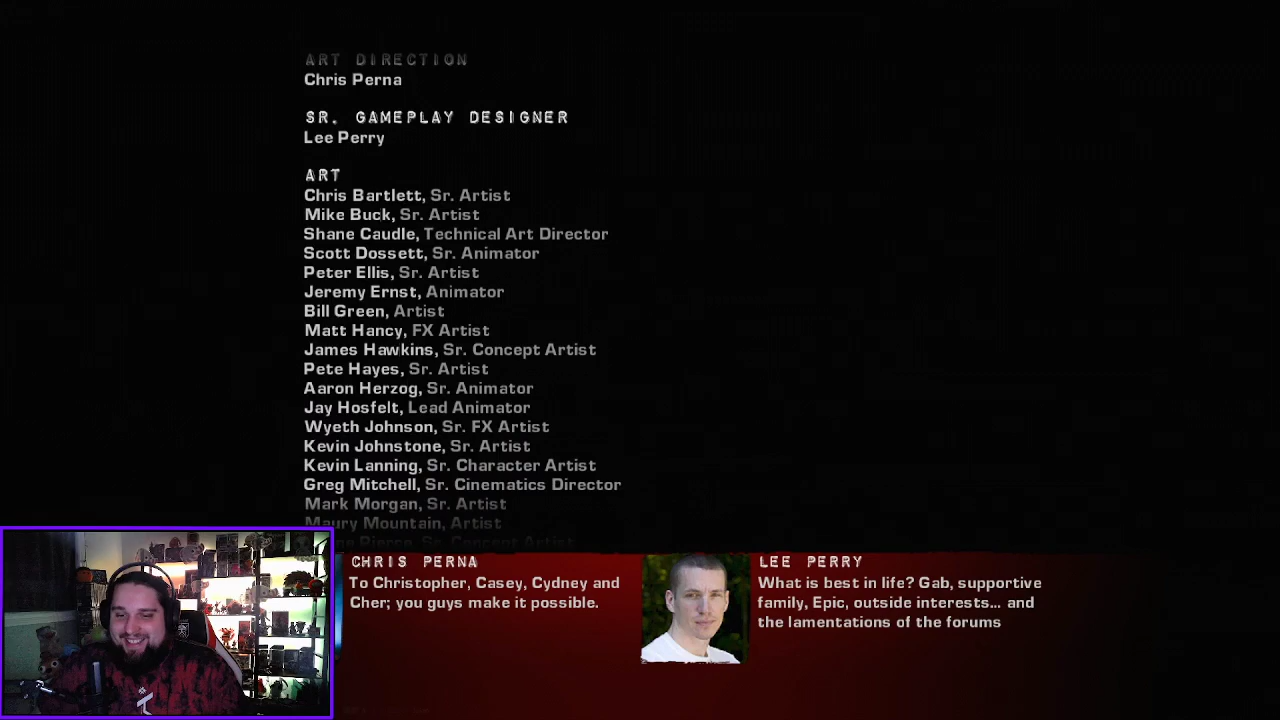 ART DIRECTION
Chris Perna
SR. GAMEPLAY DESIGNER
Lee Perry
ART
Chris Bartlett, Sr. Artist
Mike Buck, Sr. Artist
Shane Caudle, Technical Art Director
Scott Dossett, Sr. Animator
Peter Ellis, Sr. Artist
Jeremy Ernst, Animator
Bill Green, Artist
Matt Hancy, FX Artist
James Hawkins, Sr. Concept Artist
Pete Hayes, Sr. Artist
Aaron Herzog, Sr. Animator
Jay Hosfelt, Lead Animator
Wyeth Johnson, Sr. FX Artist
Kevin Johnstone, Sr. Artist
Kevin Lanning, Sr. Character Artist
Greg Mitchell, Sr. Cinematics Director
Mark Morgan, Sr. Artist
Maury Mountain, Artist
Pierce, Sr. Concept Artist
CHRIS PERNA
To Christopher, Casey, Cydney and
Cher; you guys make it possible.
LEE PERRY
What is best in life? Gab, supportive
family, Epic, outside interests... and
the lamentations of the forums